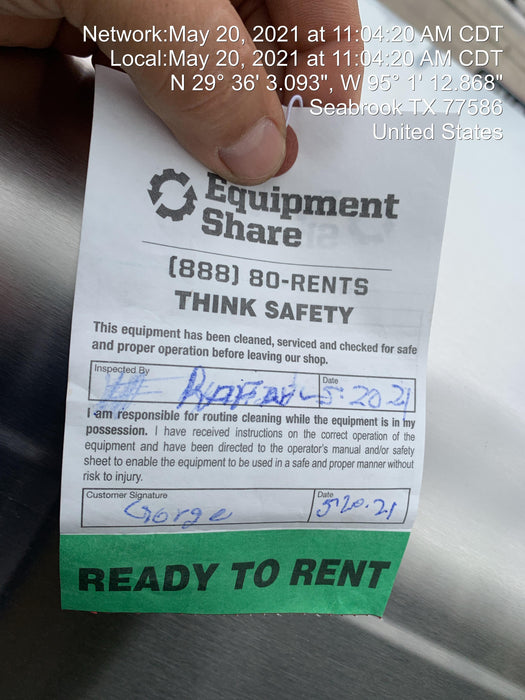 Network:May 20, 2021 at 11:04:20 AM CDT
Local:May 20, 2021 at 11:04:20 AM CDT
N 29° 36' 3.093", W 95° 1' 12.868"
Seabrook TX 77586
United States
Equipment
Share
(888) 80-RENTS
THINK SAFETY
This equipment has been cleaned, serviced and checked for safe
and proper operation before leaving our shop.
Inspected By
Date
5-20-21
I am responsible for routine cleaning while the equipment is in my
possession. I have received instructions on the correct operation of the
equipment and have been directed to the operator's manual and/or safety
sheet to enable the equipment to be used in a safe and proper manner without
risk to injury.
Customer Signature
Date
George
5.20.21
READY TO RENT